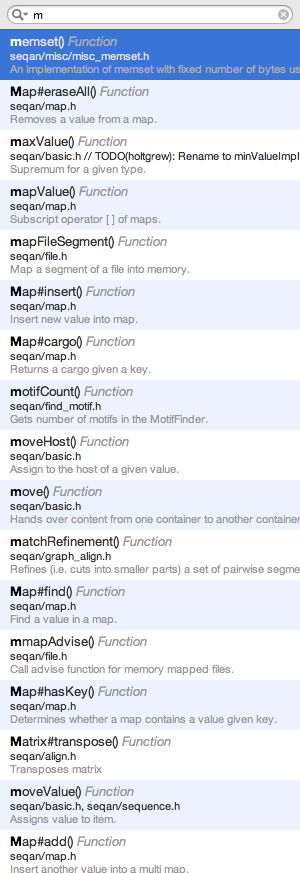 m
memset() Function
seqan/misc/misc_memset.h
An implementation of memset with fixed number of bytes us
Map#eraseAll() Function
seqan/map.h
Removes a value from a map.
maxValue() Function
seqan/basic.h // TODO(holtgrew): Rename to minValueImpl
Supremum for a given type.
mapValue() Function
seqan/map.h
Subscript operator [ ] of maps.
mapFileSegment() Function
seqan/file.h
Map a segment of a file into memory.
Map#insert() Function
seqan/map.h
Insert new value into map.
Map#cargo() Function
seqan/map.h
Returns a cargo given a key.
motifCount() Function
seqan/find_motif.h
Gets number of motifs in the MotifFinder.
moveHost() Function
seqan/basic.h
Assign to the host of a given value.
move() Function
seqan/basic.h
Hands over content from one container to another container
matchRefinement() Function
seqan/graph_align.h
Refines (i.e. cuts into smaller parts) a set of pairwise segme
Map#find() Function
seqan/map.h
Find a value in a map.
mmapAdvise() Function
seqan/file.h
Call advise function for memory mapped files.
Map#hasKey() Function
seqan/map.h
Determines whether a map contains a value given key.
Matrix#transpose() Function
seqan/align.h
Transposes matrix
moveValue() Function
seqan/basic.h, seqan/sequence.h
Assigns value to item.
Map#add() Function
seqan/map.h
Insert another value into a multi map.